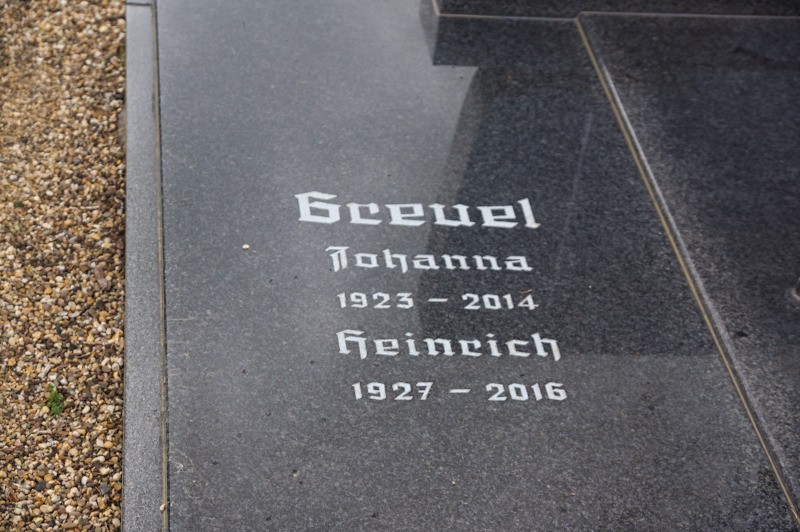 Greuel
Johanna
1923 – 2014
Heinrich
1927 – 2016